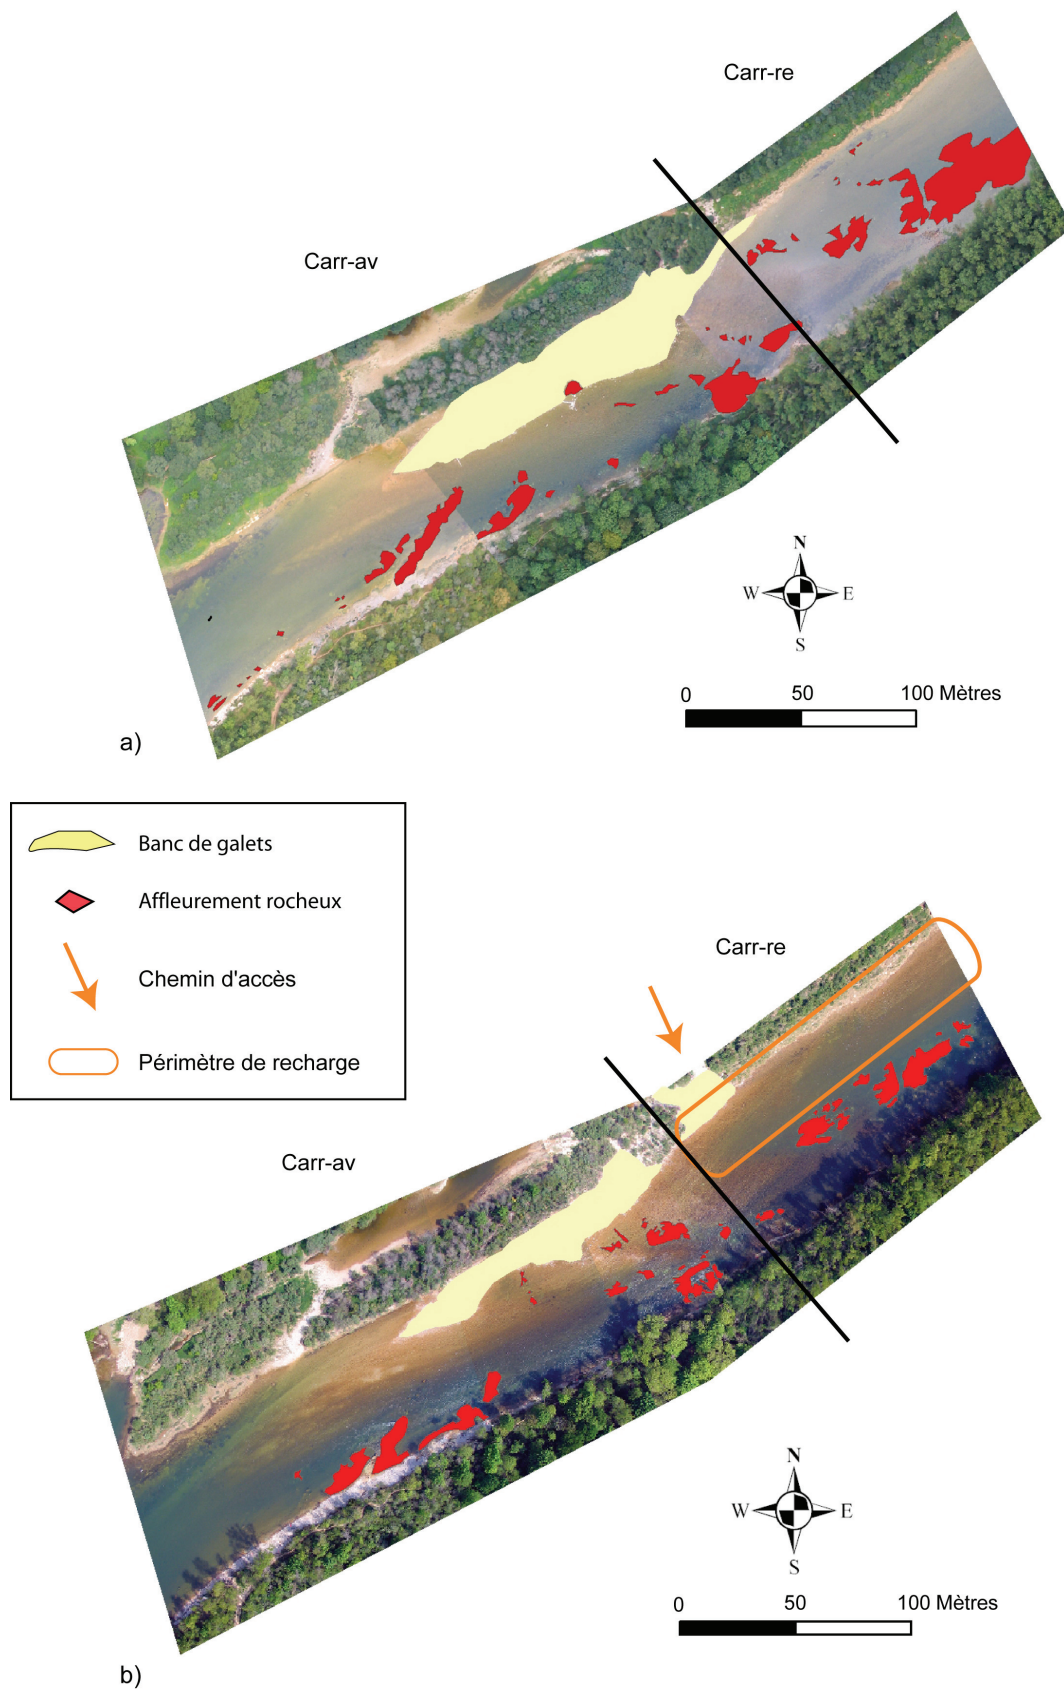 Carr-re
Carr-av
N
W E
S
0 50 100 Mètres
a)
Banc de galets
Affleurement rocheux
Chemin d'accès
Périmètre de recharge
Carr-re
Carr-av
N
W E
S
0 50 100 Mètres
b)